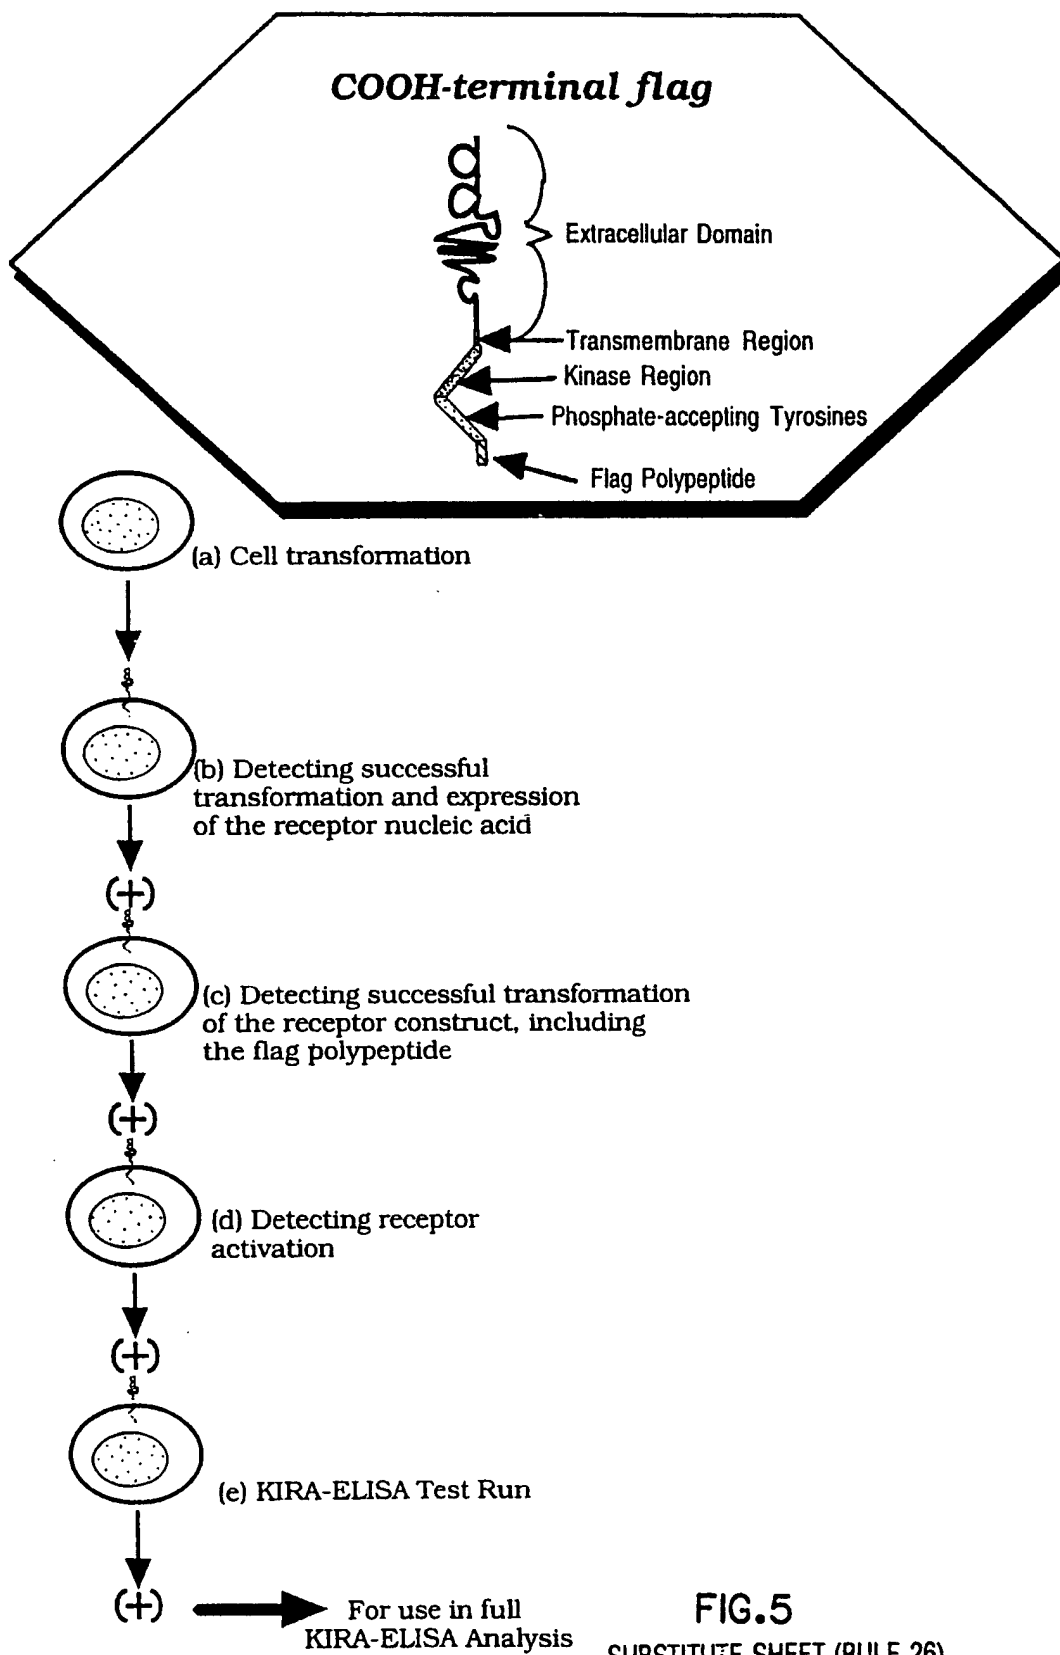 COOH-terminal flag
Extracellular Domain
Transmembrane Region
Kinase Region
Phosphate-accepting Tyrosines
Flag Polypeptide
(a) Cell transformation
(b) Detecting successful
transformation and expression
of the receptor nucleic acid
(+)
(c) Detecting successful transformation
of the receptor construct, including
the flag polypeptide
(+)
(d) Detecting receptor
activation
(+)
(e) KIRA-ELISA Test Run
(+)
For use in full
KIRA-ELISA Analysis
FIG.5
SUBSTITUTE SHEET (RULE 26)